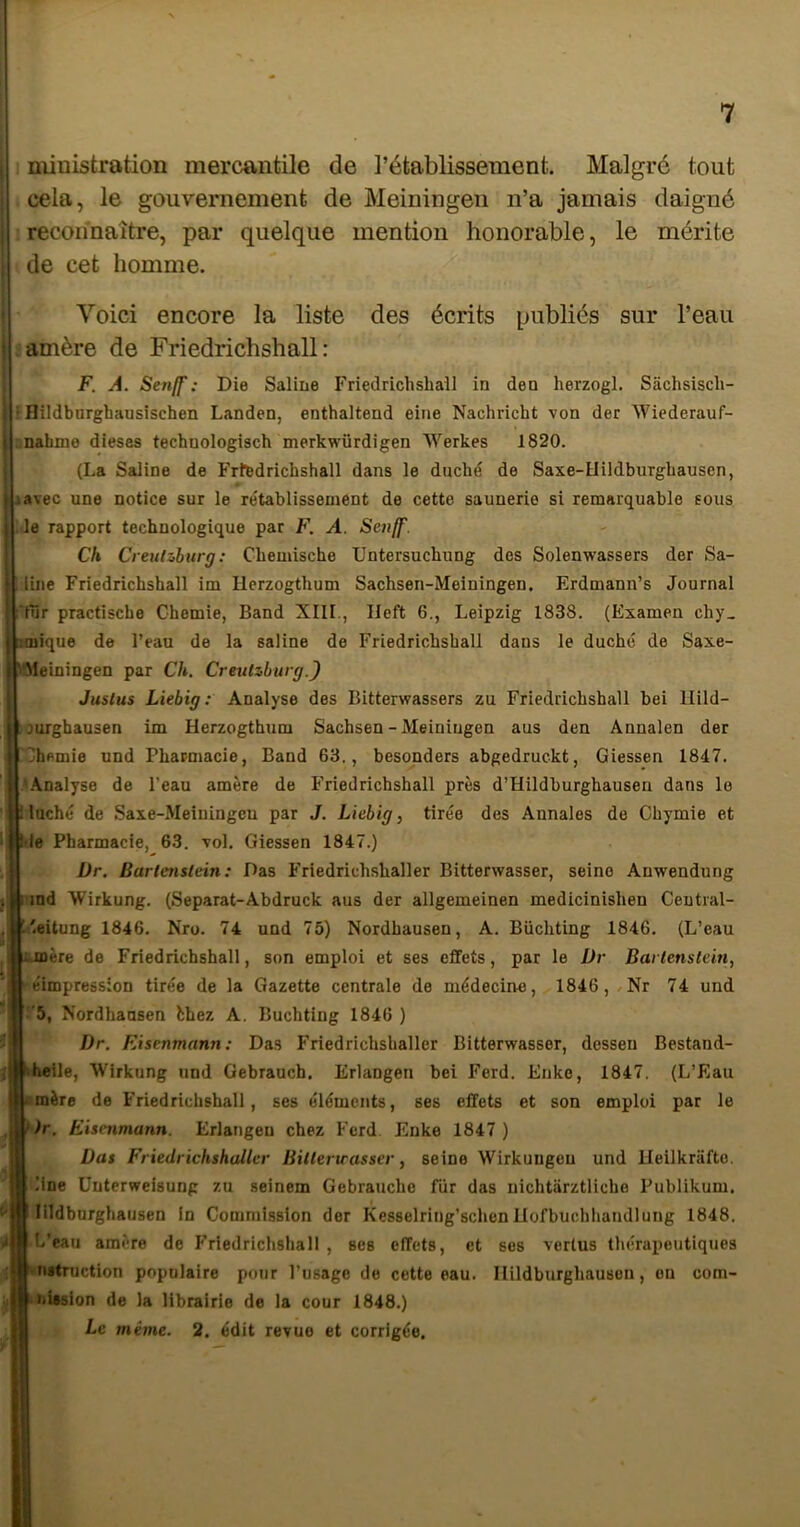 7
ministration mercantile de l’établissement. Malgré tout
cela, le gouvernement de Meiningen n’a jamais daigné
reconnaître, par quelque mention honorable, le mérite
de cet homme.
Voici encore la liste des écrits publiés sur l’eau
amère de Friedrichshall:
F. A. Senff: Die Saline Friedrichshall in den herzogl. Sächsisch-
Hildburghausischen Landen, enthaltend eine Nachricht von der Wiederauf-
nahme dieses technologisch merkwürdigen Werkes 1820.
(La Saline de Friedrichshall dans le duché de Saxe-Hildburghausen,
avec une notice sur le rétablissement de cette saunerie si remarquable sous
le rapport technologique par F. A. Senff.
Ch Creutzburg: Chemische Untersuchung des Solenwassers der Sa-
line Friedrichshall im Herzogthum Sachsen-Meiningen. Erdmann’s Journal
für practische Chemie, Band XIII., Heft 6., Leipzig 1838. (Examen chy-
mique de l’eau de la saline de Friedrichshall dans le duché de Saxe-
Meiningen par Ch. Creutzburg.)
Justus Liebig: Analyse des Bitterwassers zu Friedrichshall bei Hild-
burghausen im Herzogthum Sachsen-Meiningen aus den Annalen der
Chemie und Pharmacie, Band 63., besonders abgedruckt, Giessen 1847.
Analyse de l’eau amère de Friedrichshall près d’Hildburghausen dans le
duché de Saxe-Meiningen par J. Liebig, tirée des Annales de Chymie et
de Pharmacie, 63. vol. Giessen 1847.)
Dr. Bartenstein: Das Friedrichshaller Bitterwasser, seine Anwendung
und Wirkung. (Separat-Abdruck aus der allgemeinen medicinishen Central-
Zeitung 1846. Nro. 74 und 75) Nordhausen, A. Büchting 1846. (L’eau
amère de Friedrichshall, son emploi et ses effets, par le Dr Bartenstein,
réimpression tirée de la Gazette centrale de médecine, 1846, Nr 74 und
75, Nordhausen chez A. Buchting 1846 )
Dr. Eisenmann: Das Friedrichshaller Bitterwasser, dessen Bestand-
theile, Wirkung und Gebrauch. Erlangen bei Ferd. Enke, 1847. (L’Eau
amère de Friedrichshall, ses éléments, ses effets et son emploi par le
Dr. Eisenmann. Erlangen chez Ferd Enke 1847 )
Das Friedrichshaller Bitterwasser, seine Wirkungen und Heilkräfte.
Eine Unterweisung zu seinem Gebrauche für das nichtärztliche Publikum.
Hildburghausen in Commission der Kesselring’schen Hofbuchhandlung 1848.
L’eau amère de Friedrichshall, ses effets, et ses vertus thérapeutiques
instruction populaire pour l’usage de cette eau. Hildburghausen, en com-
mission de la librairie de la cour 1848.)
Le même. 2. édit revue et corrigée.